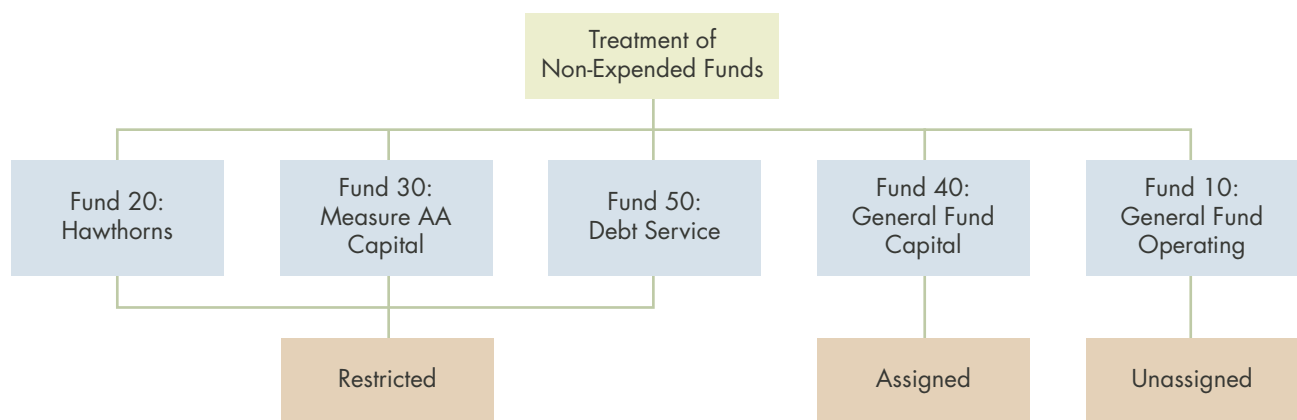 Treatment of
Non-Expended Funds
Fund 20:
Hawthorns
Fund 30:
Measure AA
Capital
Fund 50:
Debt Service
Fund 40:
General Fund
Capital
Fund 10:
General Fund
Operating
Restricted
Assigned
Unassigned